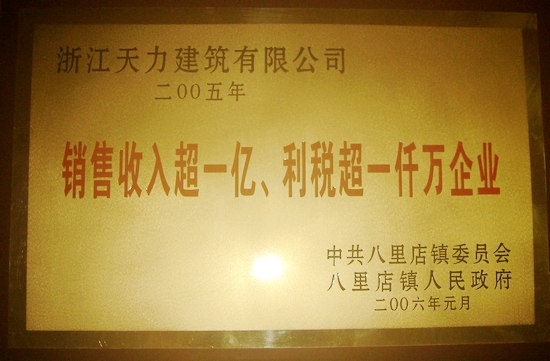 浙江天力建筑有限公司
二00五年
销售收入超一亿、利税超一仟万企业
中共八里店镇委员会
八里店镇人民政府
二00六年元月